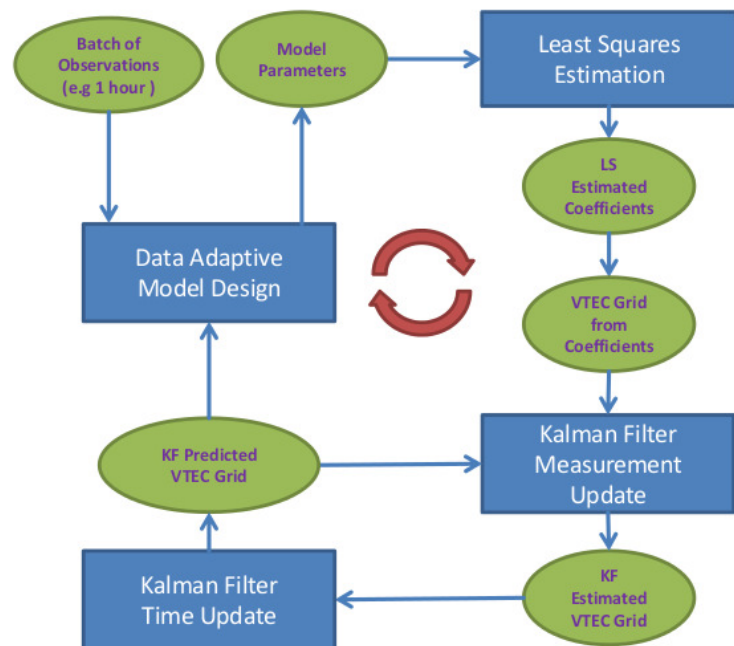 Batch of
Observations
(e.g 1 hour )
Model
Parameters
Least Squares
Estimation
LS
Estimated
Coefficients
Data Adaptive
Model Design
VTEC Grid
from
Coefficients
KF Predicted
VTEC Grid
Kalman Filter
Measurement
Update
Kalman Filter
Time Update
KF
Estimated
VTEC Grid